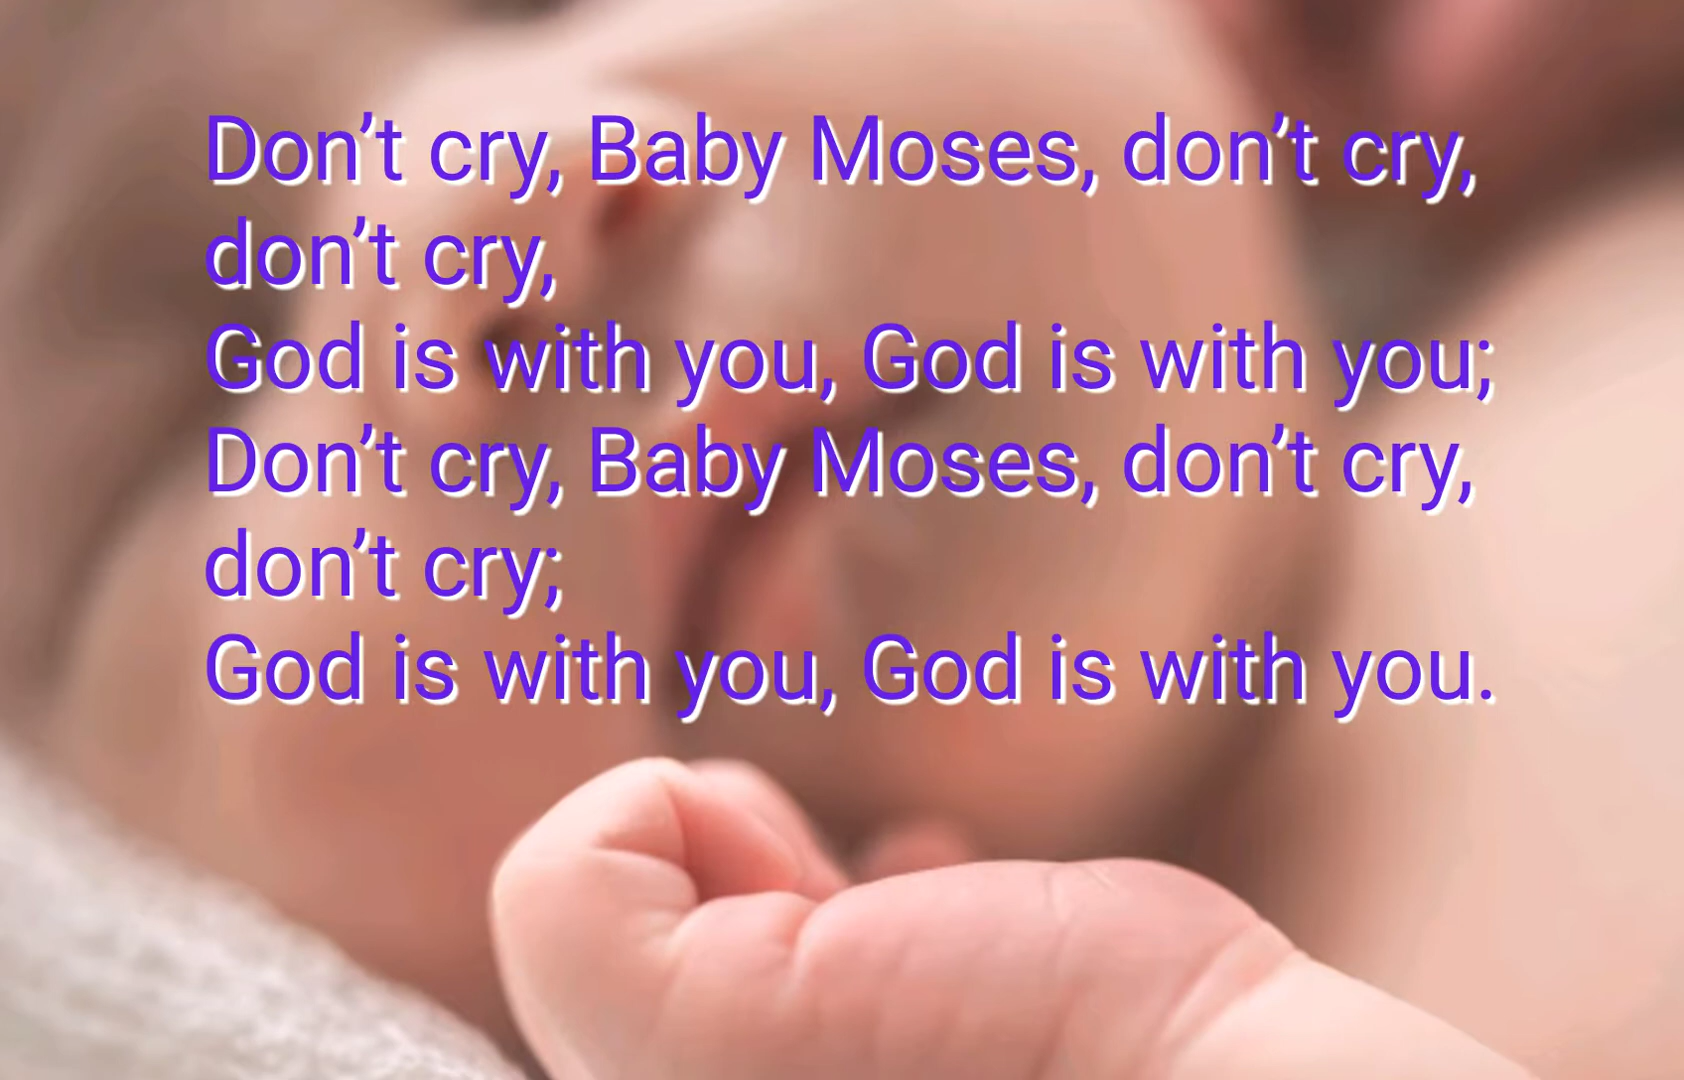 Don’t cry, Baby Moses, don’t cry,
don’t cry,
God is with you, God is with you;
Don’t cry, Baby Moses, don’t cry,
don’t cry;
God is with you, God is with you.